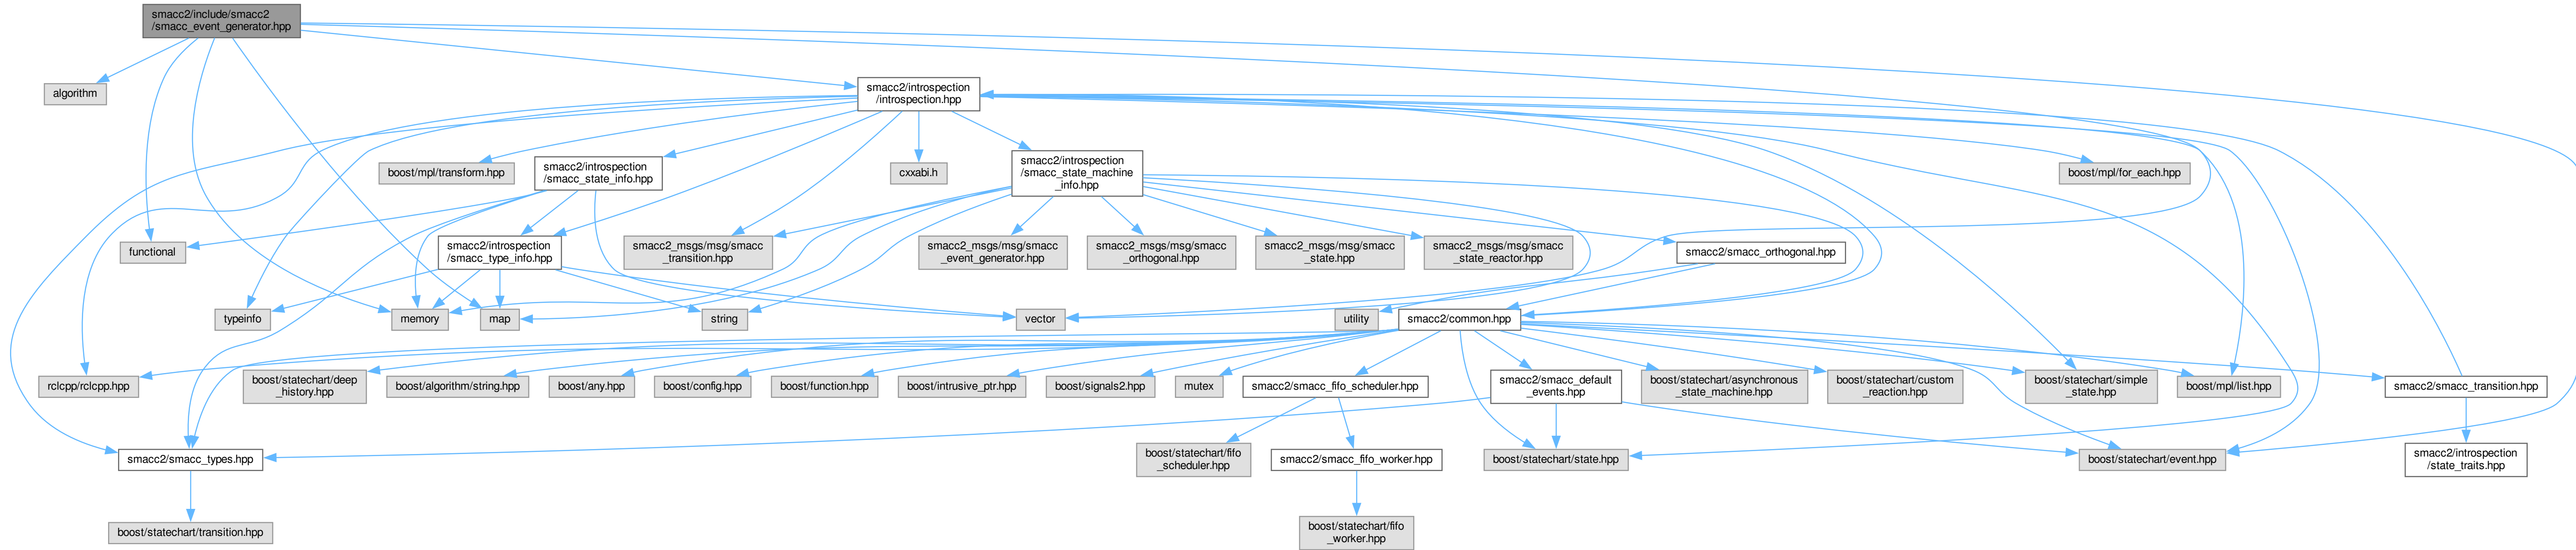 smacc2/include/smacc2
/smacc_event_generator.hpp
algorithm
smacc2/introspection
/introspection.hpp
boost/mpl/transform.hpp
smacc2/introspection
/smacc_state_info.hpp
cxxabi.h
smacc2/introspection
/smacc_state_machine
_info.hpp
boost/mpl/for_each.hpp
functional
smacc2/introspection
/smacc_type_info.hpp
smacc2_msgs/msg/smacc
_transition.hpp
smacc2_msgs/msg/smacc
_event_generator.hpp
smacc2_msgs/msg/smacc
_orthogonal.hpp
smacc2_msgs/msg/smacc
_state.hpp
smacc2_msgs/msg/smacc
_state_reactor.hpp
smacc2/smacc_orthogonal.hpp
typeinfo
memory
map
string
vector
utility
smacc2/common.hpp
rclcpp/rclcpp.hpp
boost/statechart/deep
_history.hpp
boost/algorithm/string.hpp
boost/any.hpp
boost/config.hpp
boost/function.hpp
boost/intrusive_ptr.hpp
boost/signals2.hpp
mutex
smacc2/smacc_fifo_scheduler.hpp
smacc2/smacc_default
_events.hpp
boost/statechart/asynchronous
_state_machine.hpp
boost/statechart/custom
_reaction.hpp
boost/statechart/simple
_state.hpp
boost/mpl/list.hpp
smacc2/smacc_transition.hpp
smacc2/smacc_types.hpp
boost/statechart/fifo
_scheduler.hpp
smacc2/smacc_fifo_worker.hpp
boost/statechart/state.hpp
boost/statechart/event.hpp
smacc2/introspection
/state_traits.hpp
boost/statechart/transition.hpp
boost/statechart/fifo
_worker.hpp